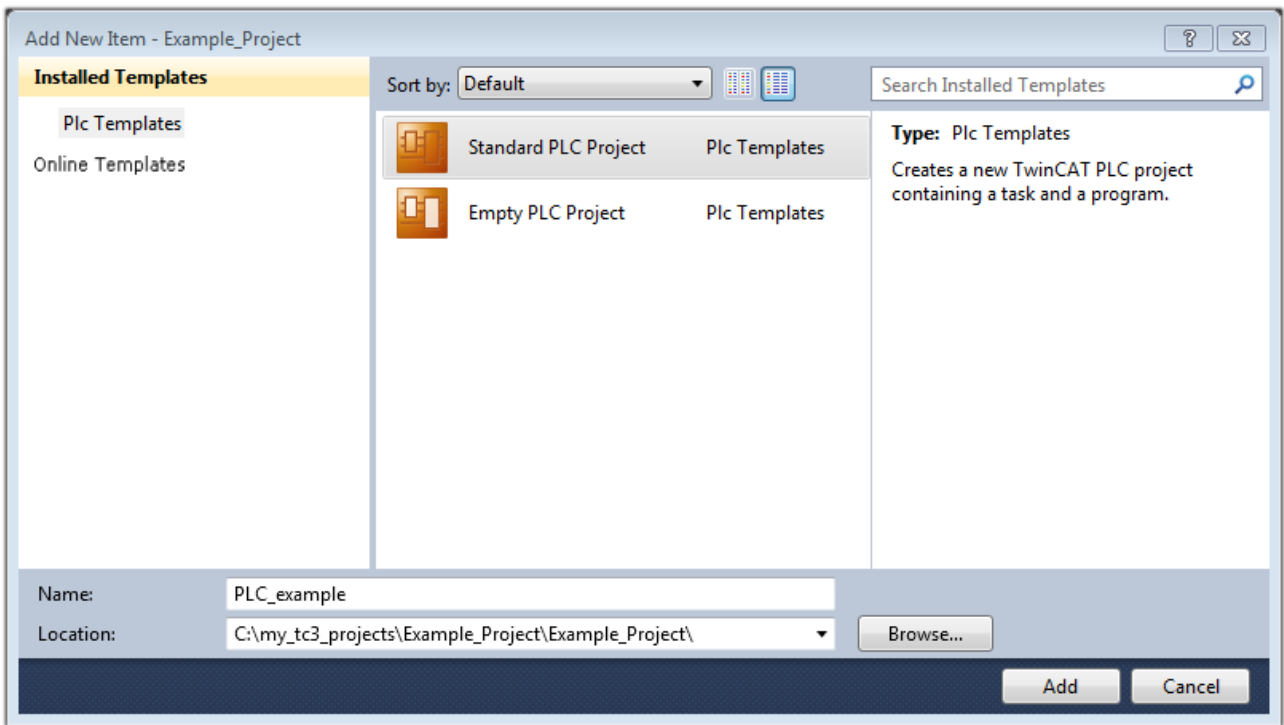 Add New Item - Example_Project
Installed Templates
Plc Templates
Online Templates
Sort by: Default
Search Installed Templates
Standard PLC Project Plc Templates
Empty PLC Project Plc Templates
Type: Plc Templates
Creates a new TwinCAT PLC project
containing a task and a program.
Name: PLC_example
Location: C:\my_tc3_projects\Example_Project\Example_Project\
Browse...
Add Cancel